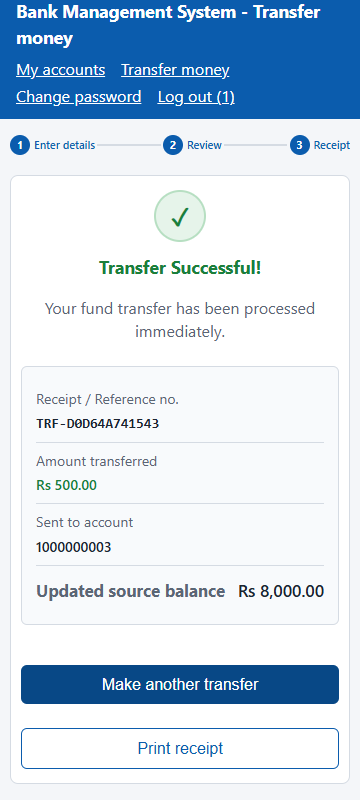 Bank Management System - Transfer
money
My accounts Transfer money
Change password Log out (1)
1 Enter details 2 Review 3 Receipt
✓
Transfer Successful!
Your fund transfer has been processed
immediately.
Receipt / Reference no.
TRF-D0D64A741543
Amount transferred
Rs 500.00
Sent to account
1000000003
Updated source balance Rs 8,000.00
Make another transfer
Print receipt